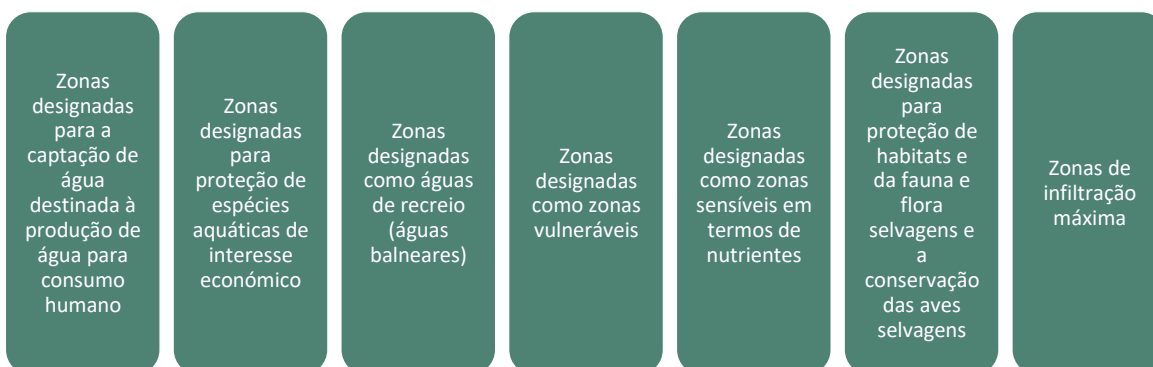 Zonas
designadas
para a
captação de
água
destinada à
produção de
água para
consumo
humano
Zonas
designadas
para
proteção de
espécies
aquáticas de
interesse
económico
Zonas
designadas
como águas
de recreio
(águas
balneares)
Zonas
designadas
como zonas
vulneráveis
Zonas
designadas
como zonas
sensíveis em
termos de
nutrientes
Zonas
designadas
para
proteção de
habitats e
da fauna e
flora
selvagens e
a
conservação
das aves
selvagens
Zonas de
infiltração
máxima